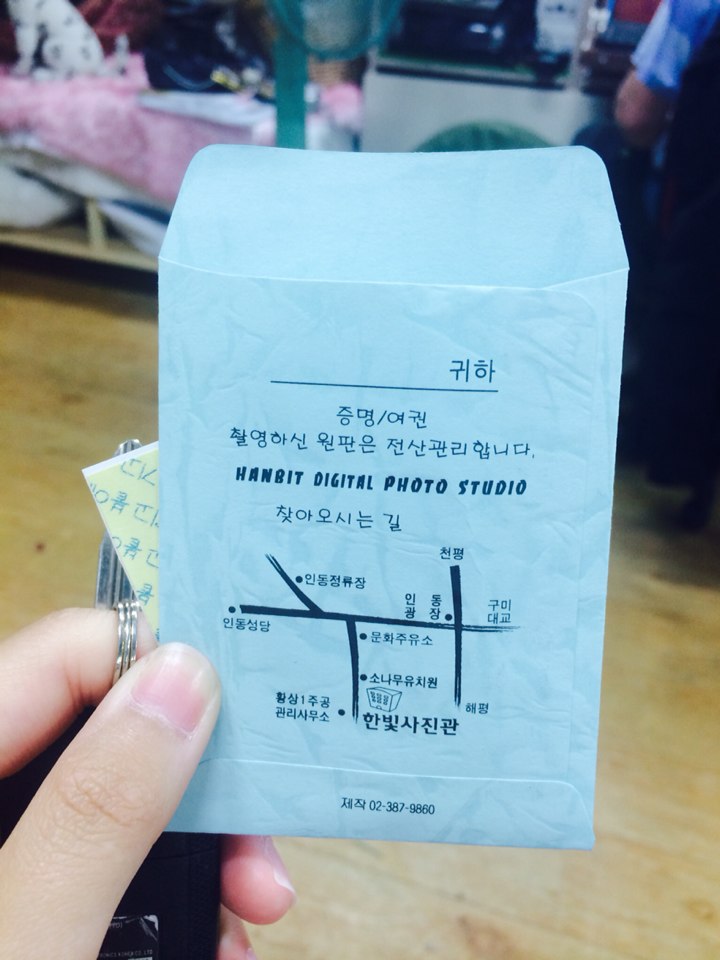 귀하
증명/여권
촬영하신 원판은 전산관리합니다.
HANBIT DIGITAL PHOTO STUDIO
찾아오시는 길
천평
인동정류장
인동
광장
구미
대교
인동성당
문화주유소
소나무유치원
황상1주공
관리사무소
해평
한빛사진관
제작 02-387-9860